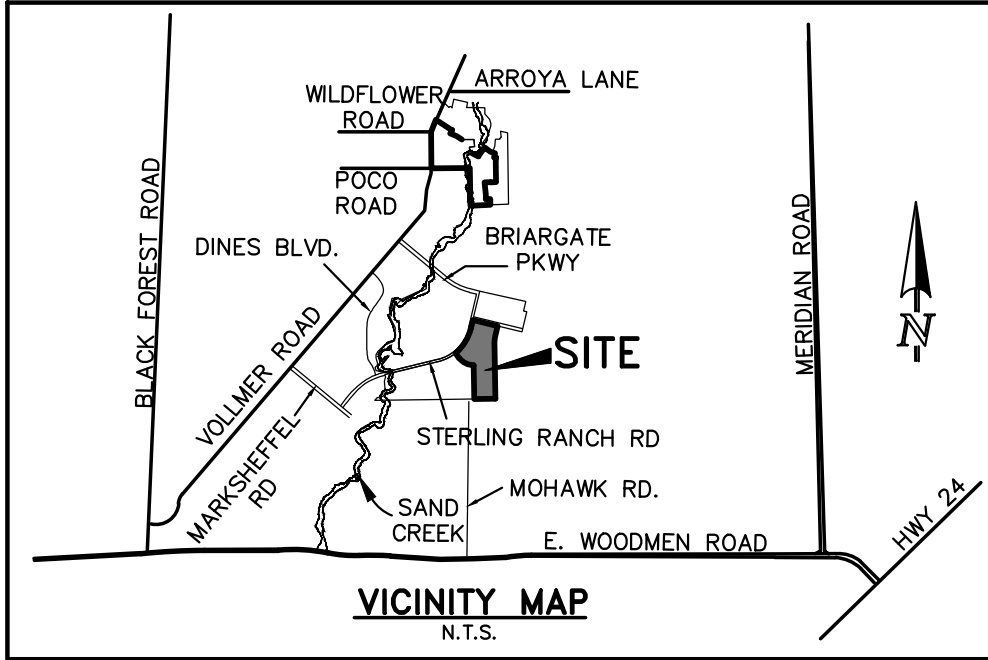 ARROYA LANE
WILDFLOWER
ROAD
POCO
ROAD
BLACK FOREST ROAD
DINES BLVD.
BRIARGATE
PKWY
MERIDIAN ROAD
N
VOLLMER ROAD
SITE
MARKSHEFFEL
RD
STERLING RANCH RD
MOHAWK RD.
SAND
CREEK
HWY 24
E. WOODMEN ROAD
VICINITY MAP
N.T.S.